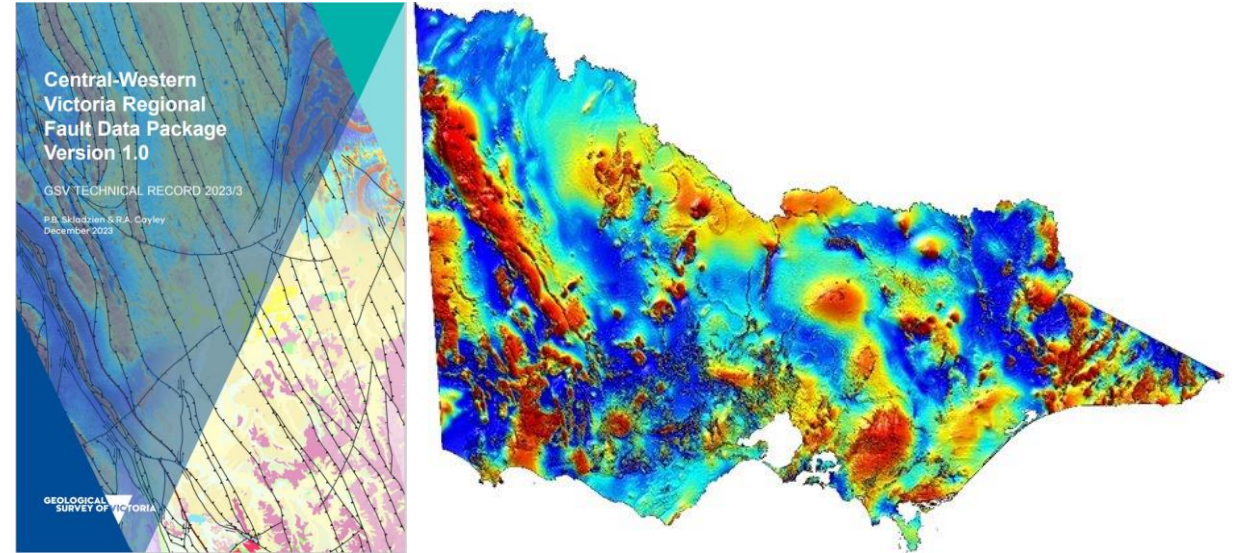 Central-Western
Victoria Regional
Fault Data Package
Version 1.0
GSV TECHNICAL RECORD 2023/3
P.B. Skladzien & R.A. Cayley
December 2023
GEOLOGICAL
SURVEY OF VICTORIA